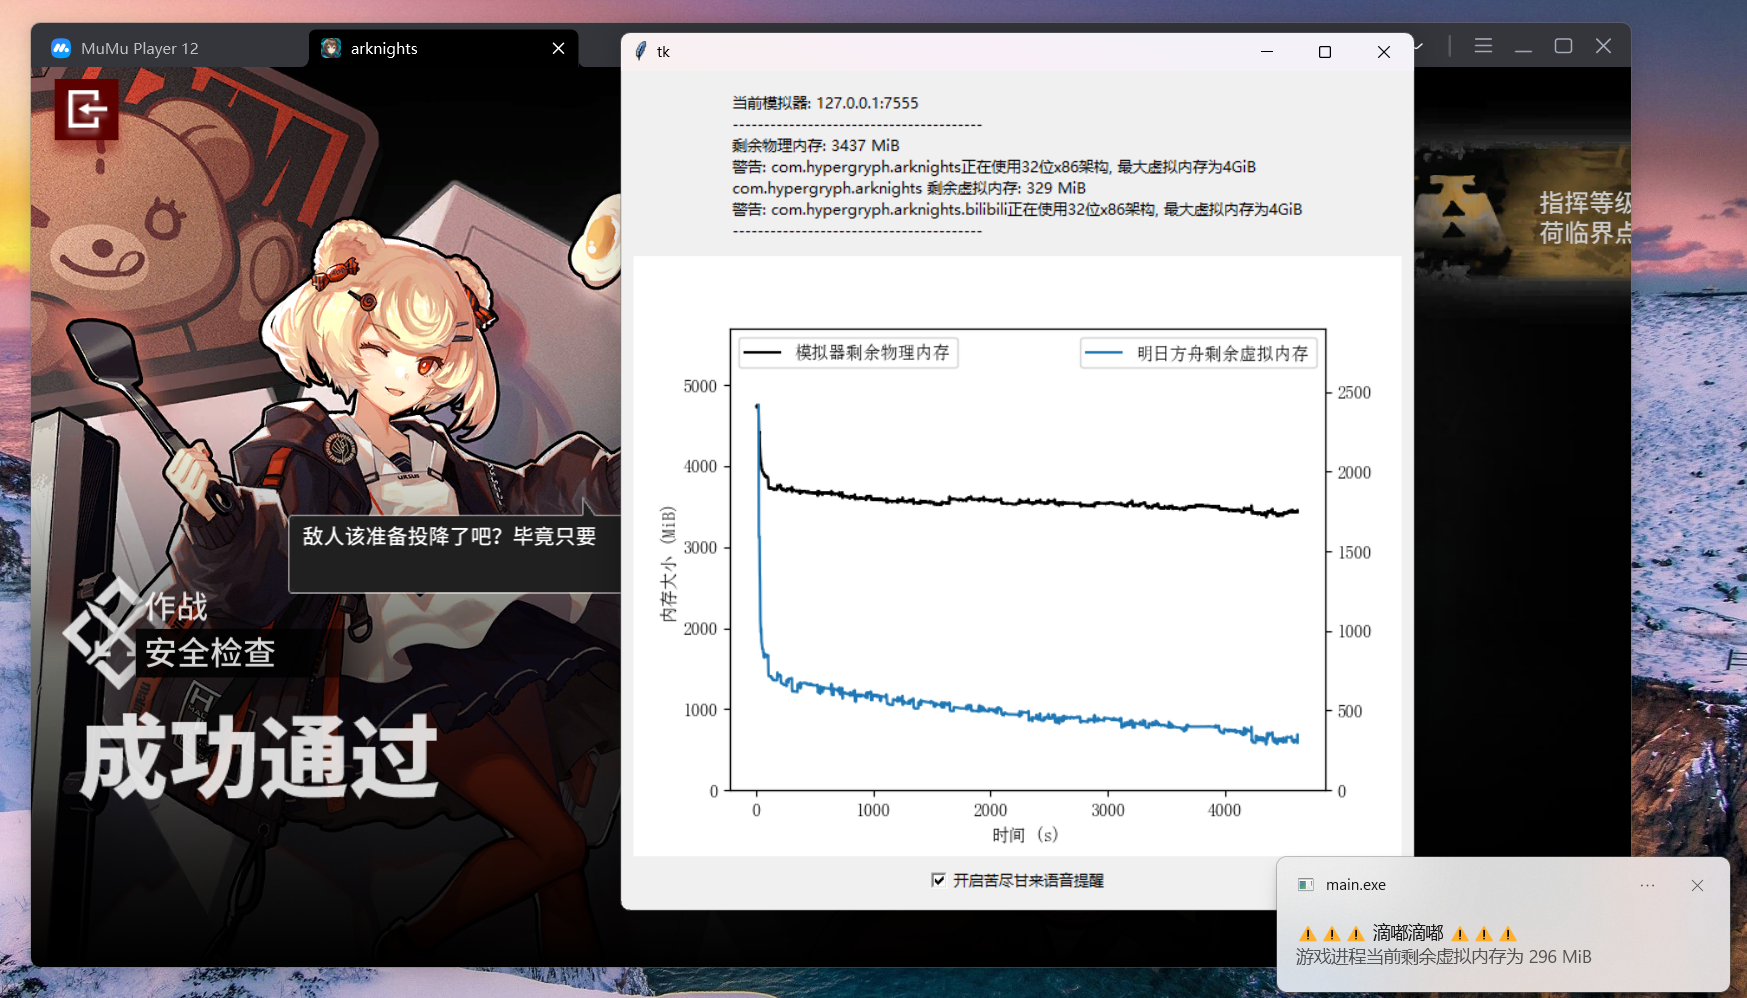 MuMu Player 12
arknights
tk
当前模拟器: 127.0.0.1:7555
----------------------------------------
剩余物理内存: 3437 MiB
警告: com.hypergryph.arknights正在使用32位x86架构, 最大虚拟内存为4GiB
com.hypergryph.arknights 剩余虚拟内存: 329 MiB
警告: com.hypergryph.arknights.bilibili正在使用32位x86架构, 最大虚拟内存为4GiB
----------------------------------------
指挥等级
荷临界点
模拟器剩余物理内存
明日方舟剩余虚拟内存
5000
4000
3000
2000
1000
0
内存大小 (MiB)
2500
2000
1500
1000
500
0
0 1000 2000 3000 4000
时间 (s)
开启苦尽甘来语音提醒
敌人该准备投降了吧？毕竟只要
作战
安全检查
成功通过
main.exe
⚠️⚠️⚠️ 滴嘟滴嘟 ⚠️⚠️⚠️
游戏进程当前剩余虚拟内存为 296 MiB